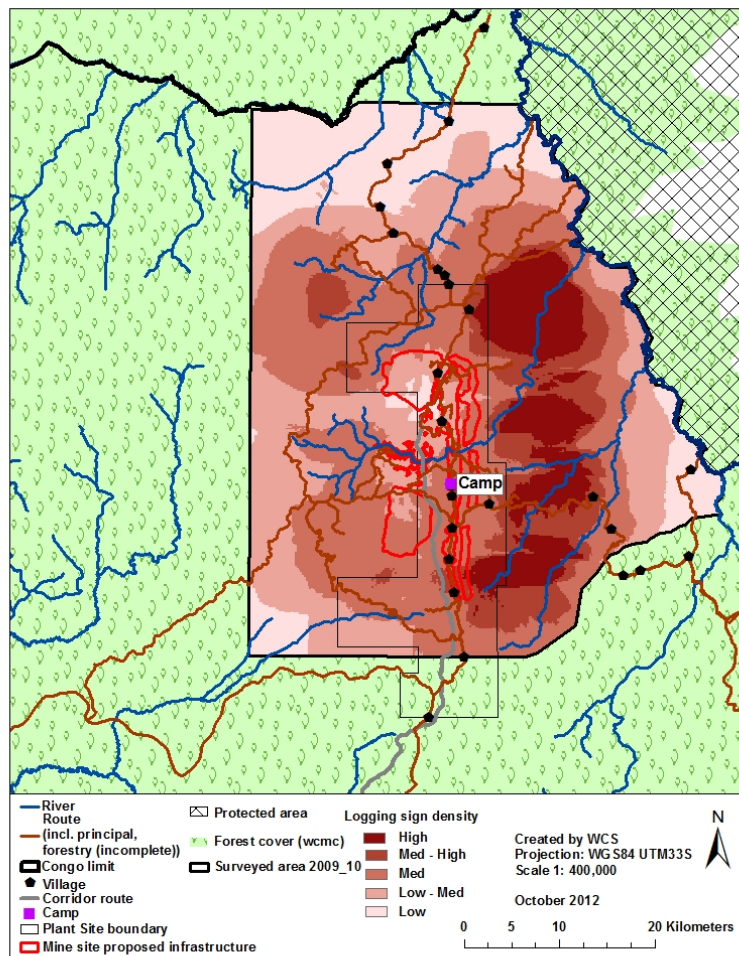 Camp
River
Route
(incl. principal,
forestry (incomplete))
Congo limit
Village
Corridor route
Camp
Plant Site boundary
Mine site proposed infrastructure
Protected area
Forest cover (wcmc)
Surveyed area 2009_10
Logging sign density
High
Med - High
Med
Low - Med
Low
Created by WCS
Projection: WGS84 UTM33S
Scale 1: 400,000
October 2012
N
0 5 10 20 Kilometers